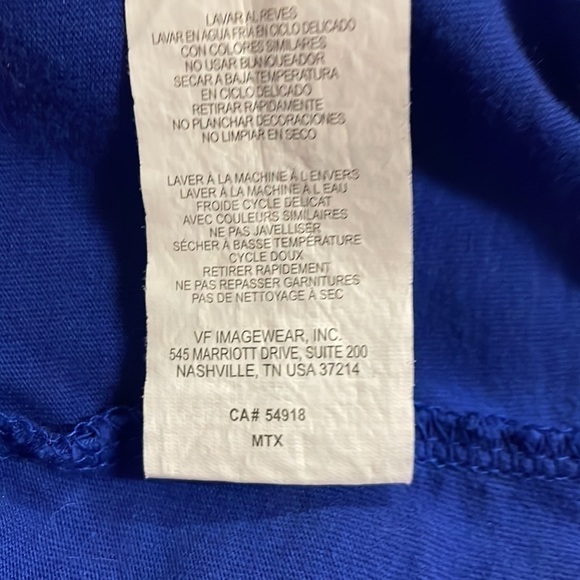 LAVAR AL REVES
LAVAR EN AGUA FRIA EN CICLO DELICADO
CON COLORES SIMILARES
NO USAR BLANQUEADOR
SECAR A BAJA TEMPERATURA
EN CICLO DELICADO
RETIRAR RAPIDAMENTE
NO PLANCHAR DECORACIONES
NO LIMPIAR EN SECO
LAVER À LA MACHINE À L ENVERS
LAVER À LA MACHINE À L EAU
FROIDE CYCLE DELICAT
AVEC COULEURS SIMILAIRES
NE PAS JAVELLISER
SÉCHER À BASSE TEMPÉRATURE
CYCLE DOUX
RETIRER RAPIDEMENT
NE PAS REPASSER GARNITURES
PAS DE NETTOYAGE À SEC
VF IMAGEWEAR, INC.
545 MARRIOTT DRIVE, SUITE 200
NASHVILLE, TN USA 37214
CA# 54918
MTX